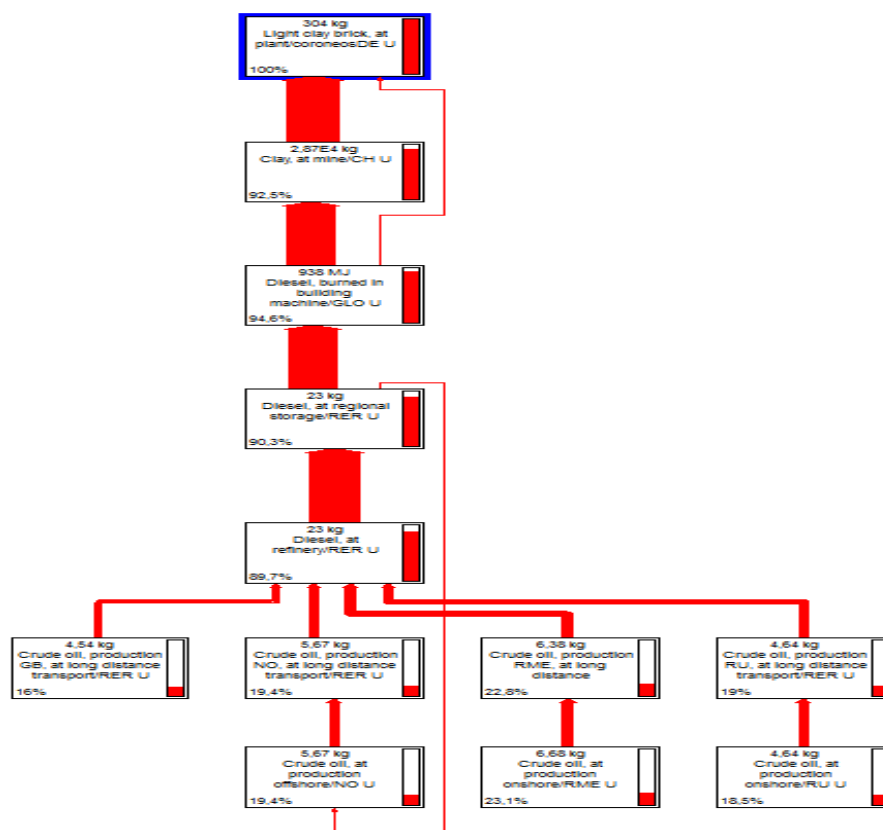 304 kg
Light clay brick, at
plant/coroneosDE U
100%
2,87E4 kg
Clay, at mine/CH U
92,5%
938 MJ
Diesel, burned in
building
machine/GLO U
94,6%
23 kg
Diesel, at regional
storage/RER U
90,3%
23 kg
Diesel, at
refinery/RER U
89,7%
4,54 kg
Crude oil, production
GB, at long distance
transport/RER U
16%
5,67 kg
Crude oil, production
NO, at long distance
transport/RER U
19,4%
6,38 kg
Crude oil, production
RME, at long
distance
22,8%
4,64 kg
Crude oil, production
RU, at long distance
transport/RER U
19%
5,67 kg
Crude oil, at
production
offshore/NO U
19,4%
6,68 kg
Crude oil, at
production
onshore/RME U
23,1%
4,64 kg
Crude oil, at
production
onshore/RU U
18,5%